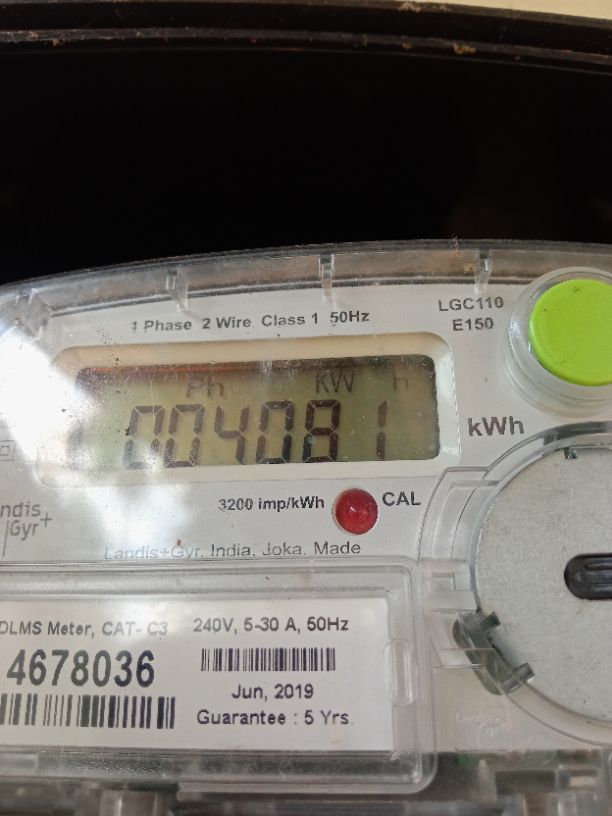 LGC110
E150
1 Phase 2 Wire Class 1 50Hz
Ph KW h
004081
kWh
3200 imp/kWh CAL
ndis
Gyr+
Landis+Gyr, India, Joka, Made
DLMS Meter, CAT- C3 240V, 5-30 A, 50Hz
4678036
Jun, 2019
Guarantee : 5 Yrs.